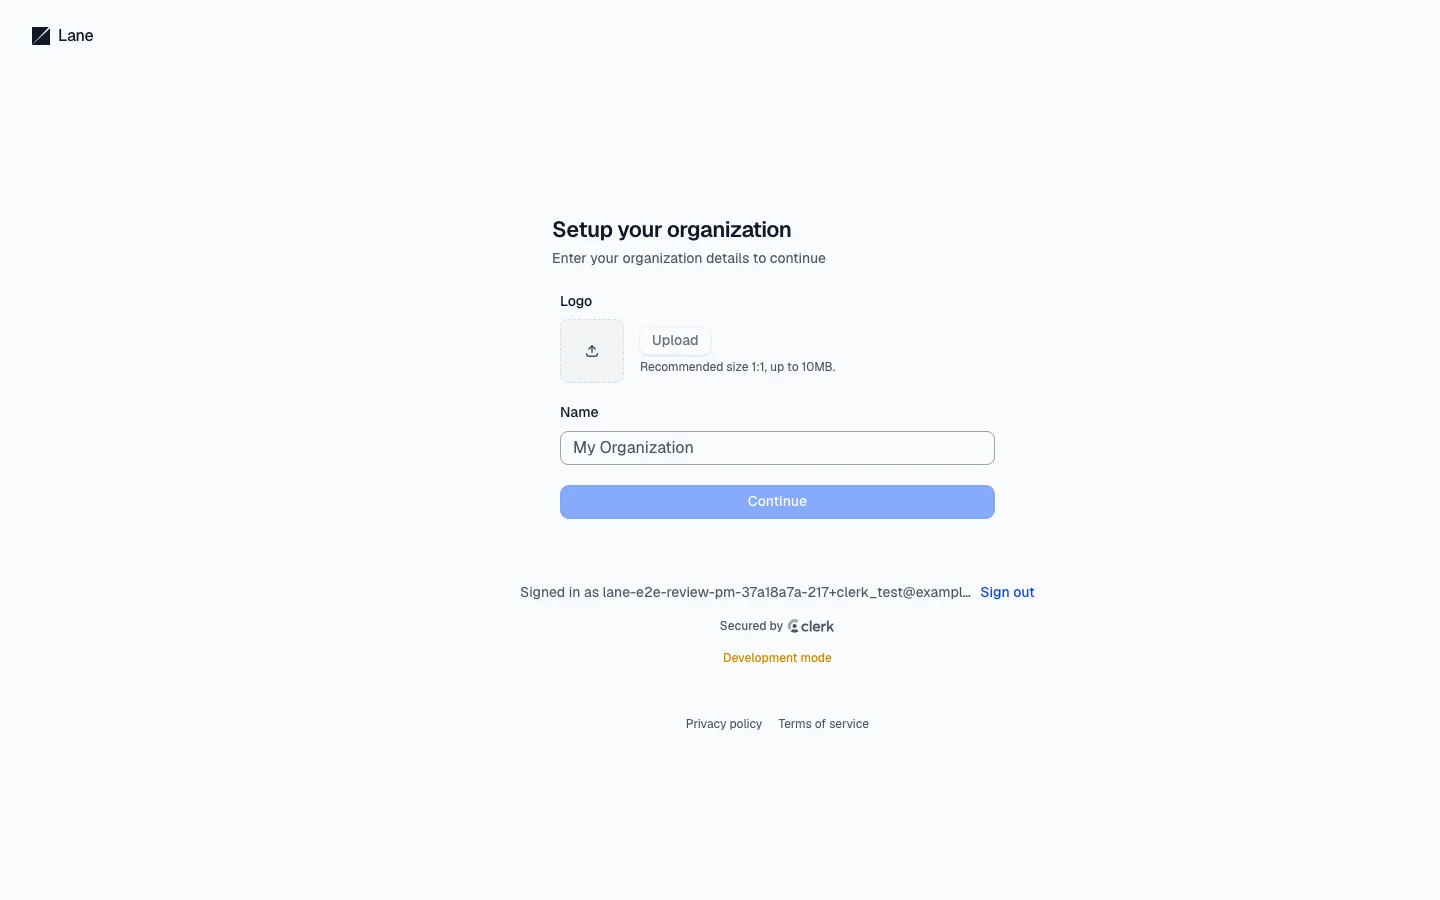 Lane
Setup your organization
Enter your organization details to continue
Logo
Upload
Recommended size 1:1, up to 10MB.
Name
My Organization
Continue
Signed in as lane-e2e-review-pm-37a18a7a-217+clerk_test@exampl… Sign out
Secured by clerk
Development mode
Privacy policy Terms of service